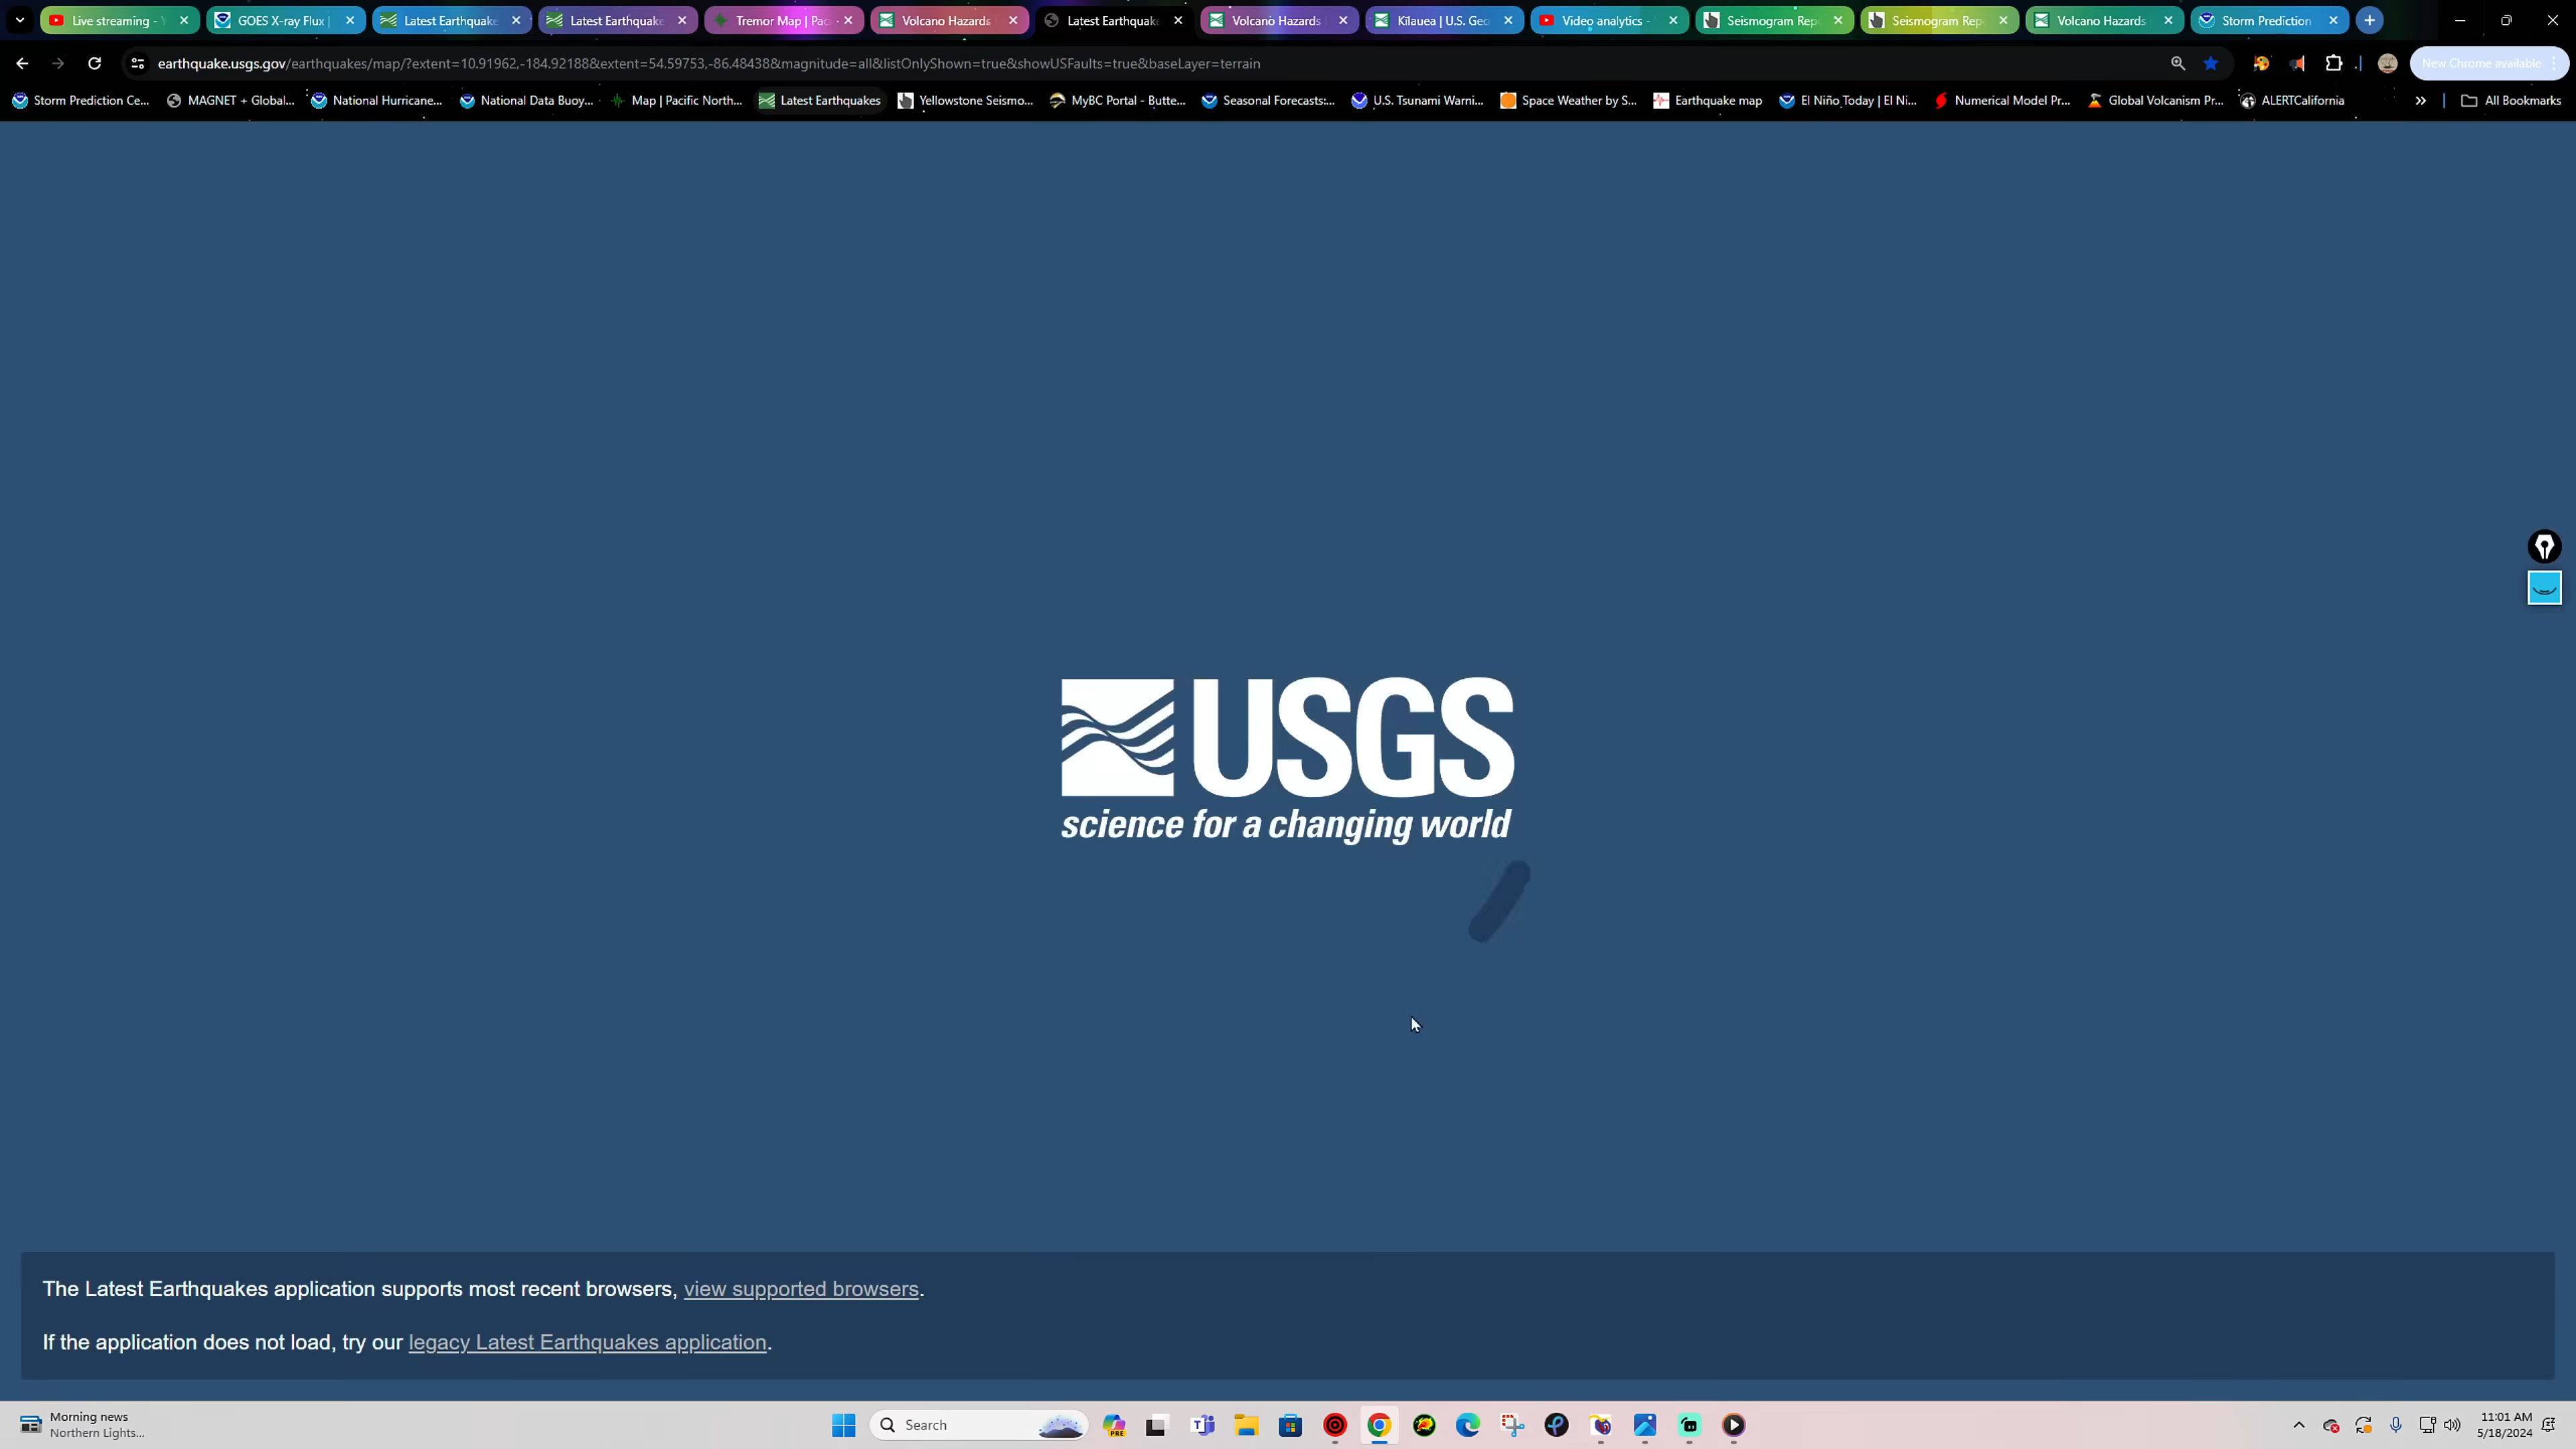 Live streaming - Y
GOES X-ray Flux |
Latest Earthquake
Latest Earthquake
Tremor Map | Pac
Volcano Hazards
Latest Earthquake
Volcano Hazards
Kīlauea | U.S. Geo
Video analytics -
Seismogram Rep
Seismogram Rep
Volcano Hazards
Storm Prediction
earthquake.usgs.gov/earthquakes/map/?extent=10.91962,-184.92188&extent=54.59753,-86.48438&magnitude=all&listOnlyShown=true&showUSFaults=true&baseLayer=terrain
New Chrome available
Storm Prediction Ce...
MAGNET + Global...
National Hurricane...
National Data Buoy...
Map | Pacific North...
Latest Earthquakes
Yellowstone Seismo...
MyBC Portal - Butte...
Seasonal Forecasts:...
U.S. Tsunami Warni...
Space Weather by S...
Earthquake map
El Niño Today | El Ni...
Numerical Model Pr...
Global Volcanism Pr...
ALERTCalifornia
All Bookmarks
USGS
science for a changing world
The Latest Earthquakes application supports most recent browsers, view supported browsers.
If the application does not load, try our legacy Latest Earthquakes application.
Morning news
Northern Lights...
Search
PRE
11:01 AM
5/18/2024